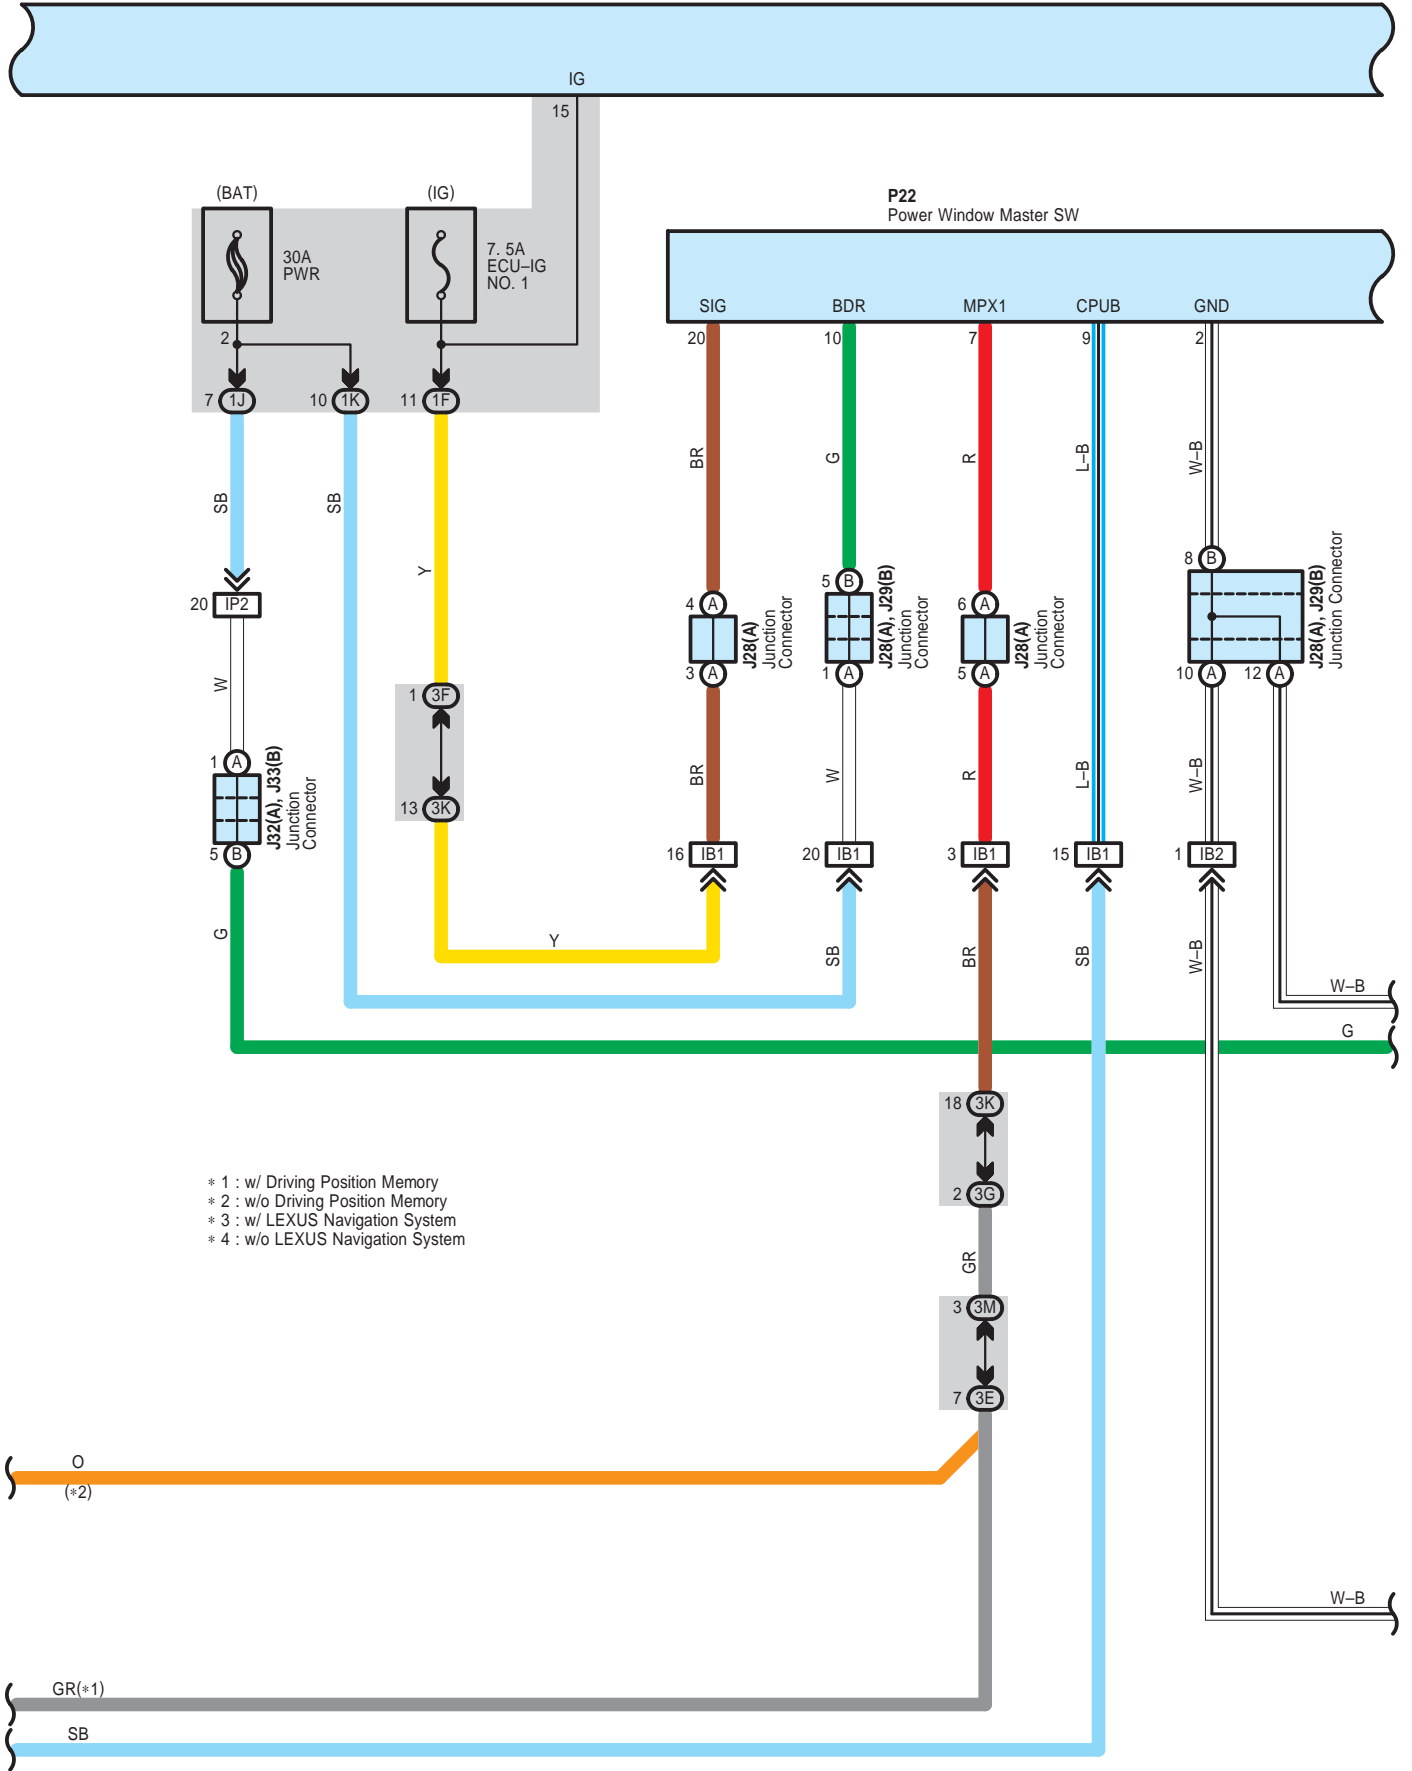 IG
15
(BAT)
(IG)
30A
PWR
7. 5A
ECU–IG
NO. 1
2
7 1J
10 1K
11 1F
P22
Power Window Master SW
SIG
BDR
MPX1
CPUB
GND
20
10
7
9
2
SB
SB
Y
BR
G
R
L–B
W–B
20 IP2
W
1 A
J32(A), J33(B)
Junction
Connector
5 B
G
1 3F
13 3K
Y
4 A
J28(A)
Junction
Connector
3 A
BR
16 IB1
5 B
J28(A), J29(B)
Junction
Connector
1 A
W
20 IB1
SB
6 A
J28(A)
Junction
Connector
5 A
R
3 IB1
BR
L–B
15 IB1
SB
8 B
J28(A), J29(B)
Junction Connector
10 A
12 A
W–B
1 IB2
W–B
W–B
G
18 3K
2 3G
GR
3 3M
7 3E
* 1 : w/ Driving Position Memory
* 2 : w/o Driving Position Memory
* 3 : w/ LEXUS Navigation System
* 4 : w/o LEXUS Navigation System
O
(*2)
W–B
GR(*1)
SB